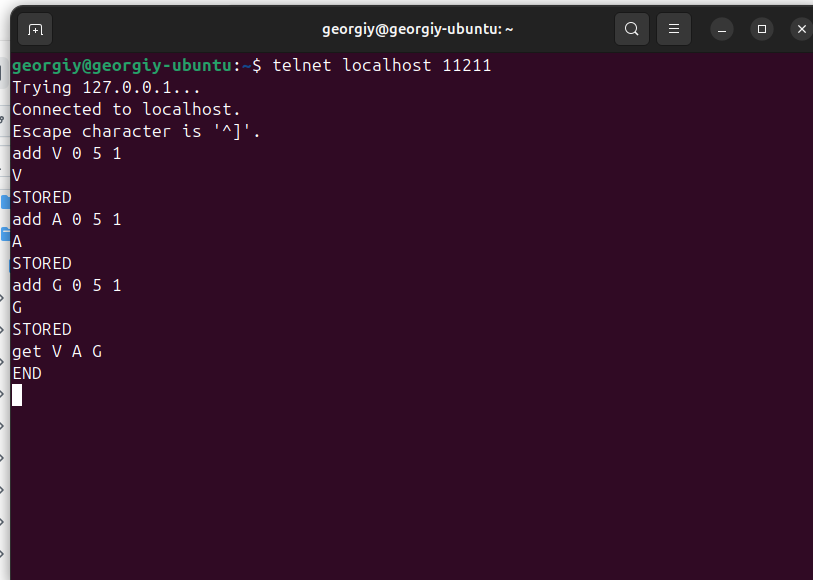 georgiy@georgiy-ubuntu: ~
georgiy@georgiy-ubuntu:~$ telnet localhost 11211
Trying 127.0.0.1...
Connected to localhost.
Escape character is '^]'.
add V 0 5 1
V
STORED
add A 0 5 1
A
STORED
add G 0 5 1
G
STORED
get V A G
END